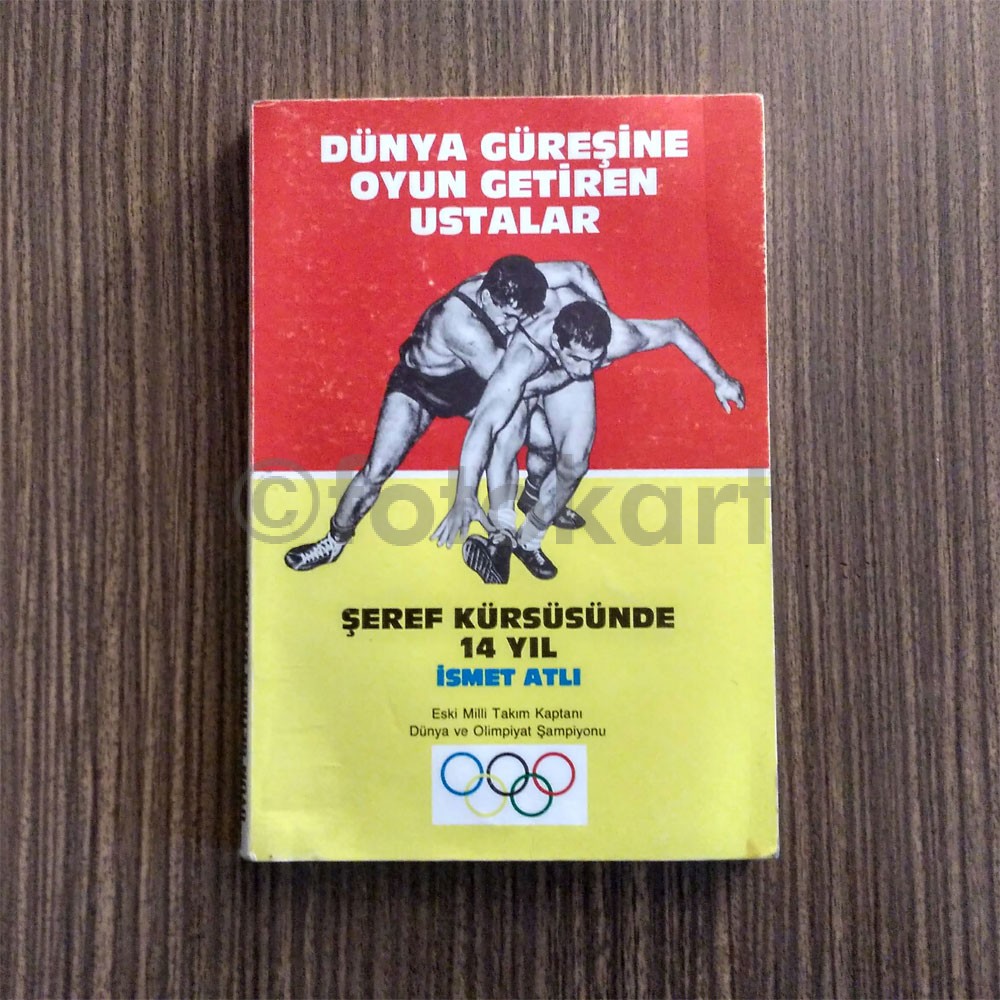 DÜNYA GÜREŞİNE
OYUN GETİREN
USTALAR
©fotokart
ŞEREF KÜRSÜSÜNDE
14 YIL
İSMET ATLI
Eski Milli Takım Kaptanı
Dünya ve Olimpiyat Şampiyonu